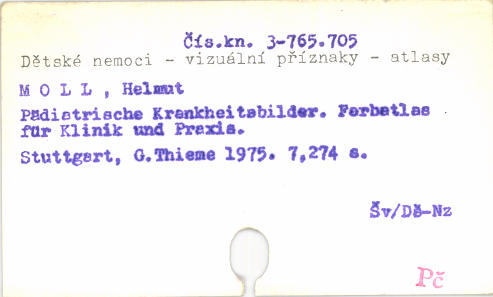 Čís.kn. 3-765.705
Dětské nemoci - vizuální příznaky - atlasy
M O L L , Helmut
Pädiatrische Krankheitsbilder. Farbatlas
für Klinik und Praxis.
Stuttgart, G.Thieme 1975. 7,274 s.
Šv/Dě-Nz
Pč